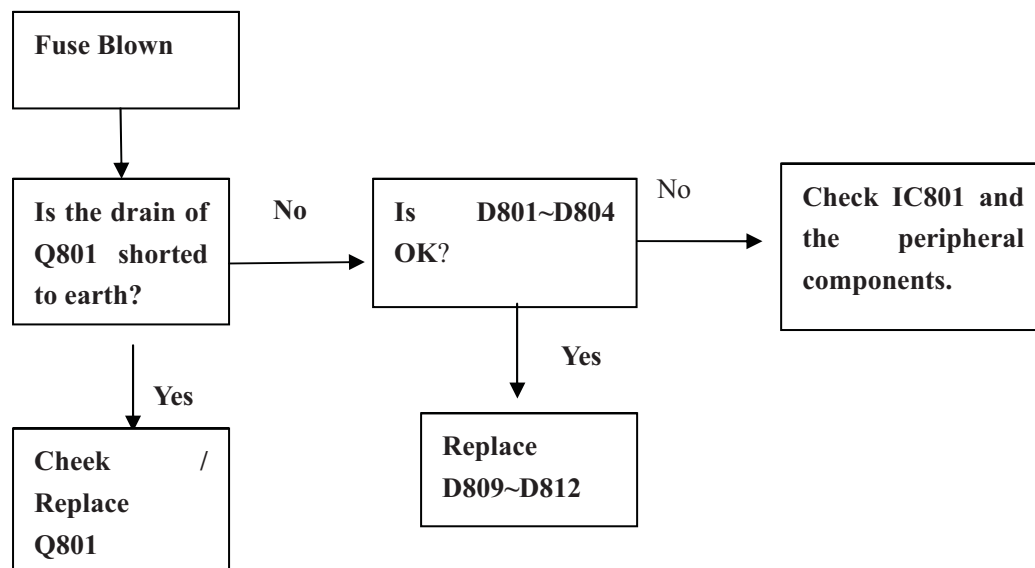 Fuse Blown
Is the drain of
Q801 shorted
to earth?
No
Is D801~D804
OK?
No
Check IC801 and
the peripheral
components.
Yes
Yes
Cheek /
Replace
Q801
Replace
D809~D812